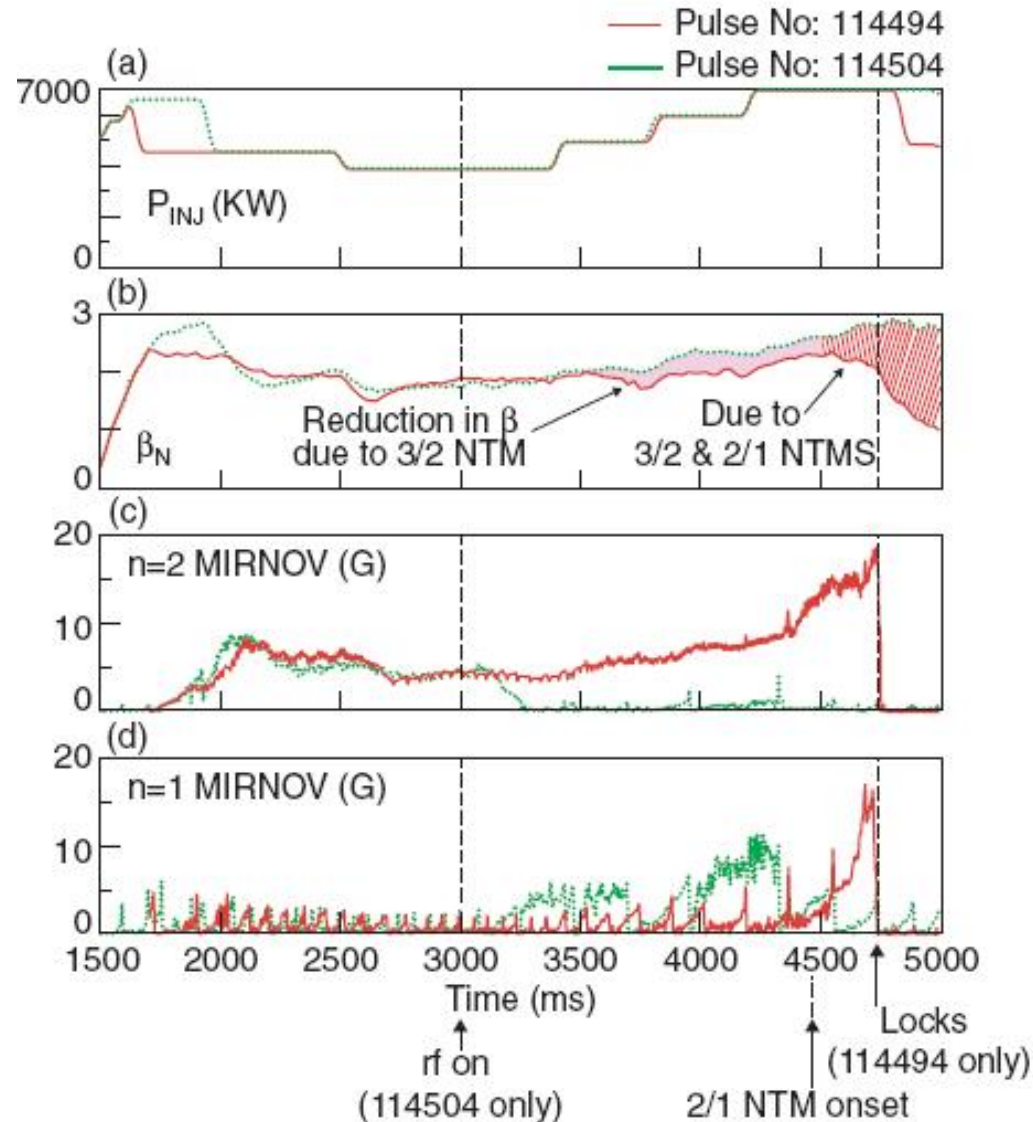 Pulse No: 114494
Pulse No: 114504
(a)
7000
P_INJ (KW)
0
(b)
3
Reduction in β
due to 3/2 NTM
Due to
3/2 & 2/1 NTMS
β_N
0
(c)
20
n=2 MIRNOV (G)
10
0
(d)
20
n=1 MIRNOV (G)
10
0
1500 2000 2500 3000 3500 4000 4500 5000
Time (ms)
rf on
(114504 only)
2/1 NTM onset
Locks
(114494 only)